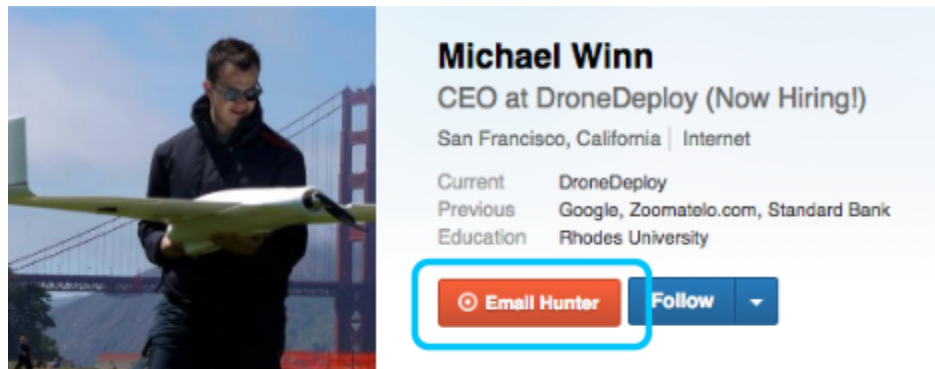 Michael Winn
CEO at DroneDeploy (Now Hiring!)
San Francisco, California | Internet
Current DroneDeploy
Previous Google, Zoomatelo.com, Standard Bank
Education Rhodes University
Email Hunter Follow